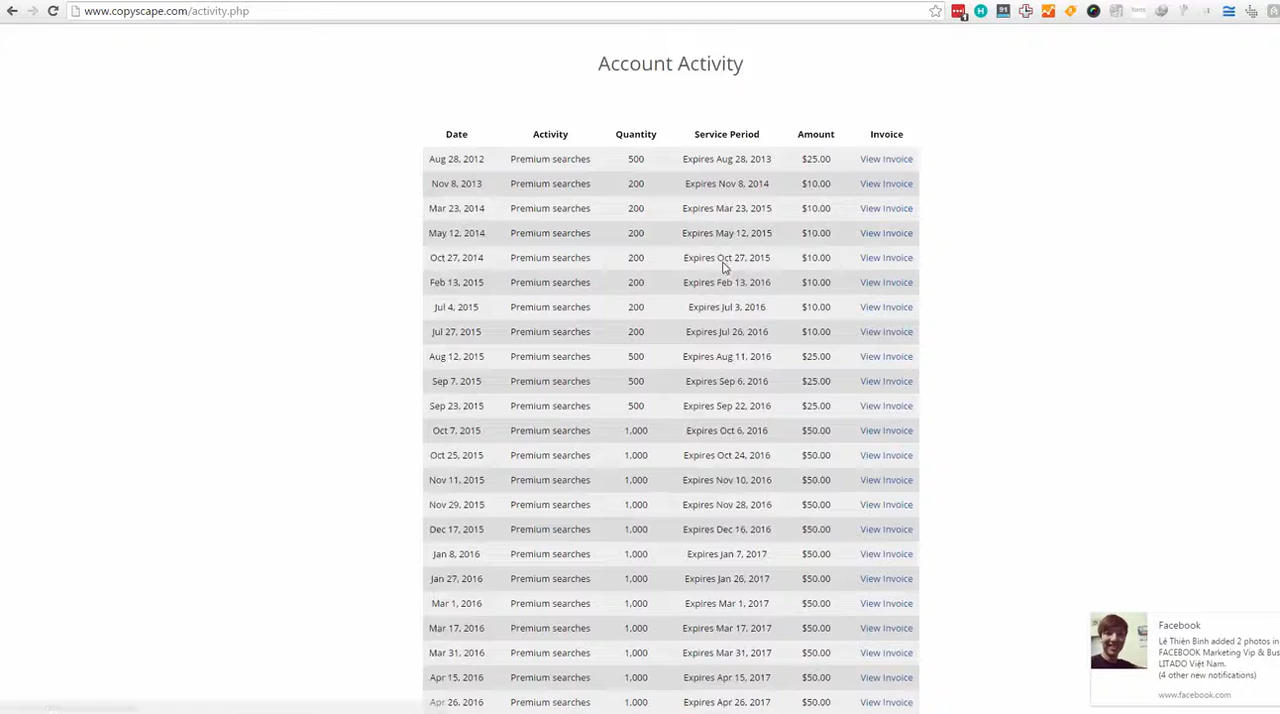 www.copyscape.com/activity.php
91
1
Account Activity
Date Activity Quantity Service Period Amount Invoice
Aug 28, 2012 Premium searches 500 Expires Aug 28, 2013 $25.00 View Invoice
Nov 8, 2013 Premium searches 200 Expires Nov 8, 2014 $10.00 View Invoice
Mar 23, 2014 Premium searches 200 Expires Mar 23, 2015 $10.00 View Invoice
May 12, 2014 Premium searches 200 Expires May 12, 2015 $10.00 View Invoice
Oct 27, 2014 Premium searches 200 Expires Oct 27, 2015 $10.00 View Invoice
Feb 13, 2015 Premium searches 200 Expires Feb 13, 2016 $10.00 View Invoice
Jul 4, 2015 Premium searches 200 Expires Jul 3, 2016 $10.00 View Invoice
Jul 27, 2015 Premium searches 200 Expires Jul 26, 2016 $10.00 View Invoice
Aug 12, 2015 Premium searches 500 Expires Aug 11, 2016 $25.00 View Invoice
Sep 7, 2015 Premium searches 500 Expires Sep 6, 2016 $25.00 View Invoice
Sep 23, 2015 Premium searches 500 Expires Sep 22, 2016 $25.00 View Invoice
Oct 7, 2015 Premium searches 1,000 Expires Oct 6, 2016 $50.00 View Invoice
Oct 25, 2015 Premium searches 1,000 Expires Oct 24, 2016 $50.00 View Invoice
Nov 11, 2015 Premium searches 1,000 Expires Nov 10, 2016 $50.00 View Invoice
Nov 29, 2015 Premium searches 1,000 Expires Nov 28, 2016 $50.00 View Invoice
Dec 17, 2015 Premium searches 1,000 Expires Dec 16, 2016 $50.00 View Invoice
Jan 8, 2016 Premium searches 1,000 Expires Jan 7, 2017 $50.00 View Invoice
Jan 27, 2016 Premium searches 1,000 Expires Jan 26, 2017 $50.00 View Invoice
Mar 1, 2016 Premium searches 1,000 Expires Mar 1, 2017 $50.00 View Invoice
Mar 17, 2016 Premium searches 1,000 Expires Mar 17, 2017 $50.00 View Invoice
Mar 31, 2016 Premium searches 1,000 Expires Mar 31, 2017 $50.00 View Invoice
Apr 15, 2016 Premium searches 1,000 Expires Apr 15, 2017 $50.00 View Invoice
Apr 26, 2016 Premium searches 1,000 Expires Apr 26, 2017 $50.00 View Invoice
Facebook
Lê Thiên Bình added 2 photos in
FACEBOOK Marketing Vip & Bus
LITADO Việt Nam.
(4 other new notifications)
www.facebook.com